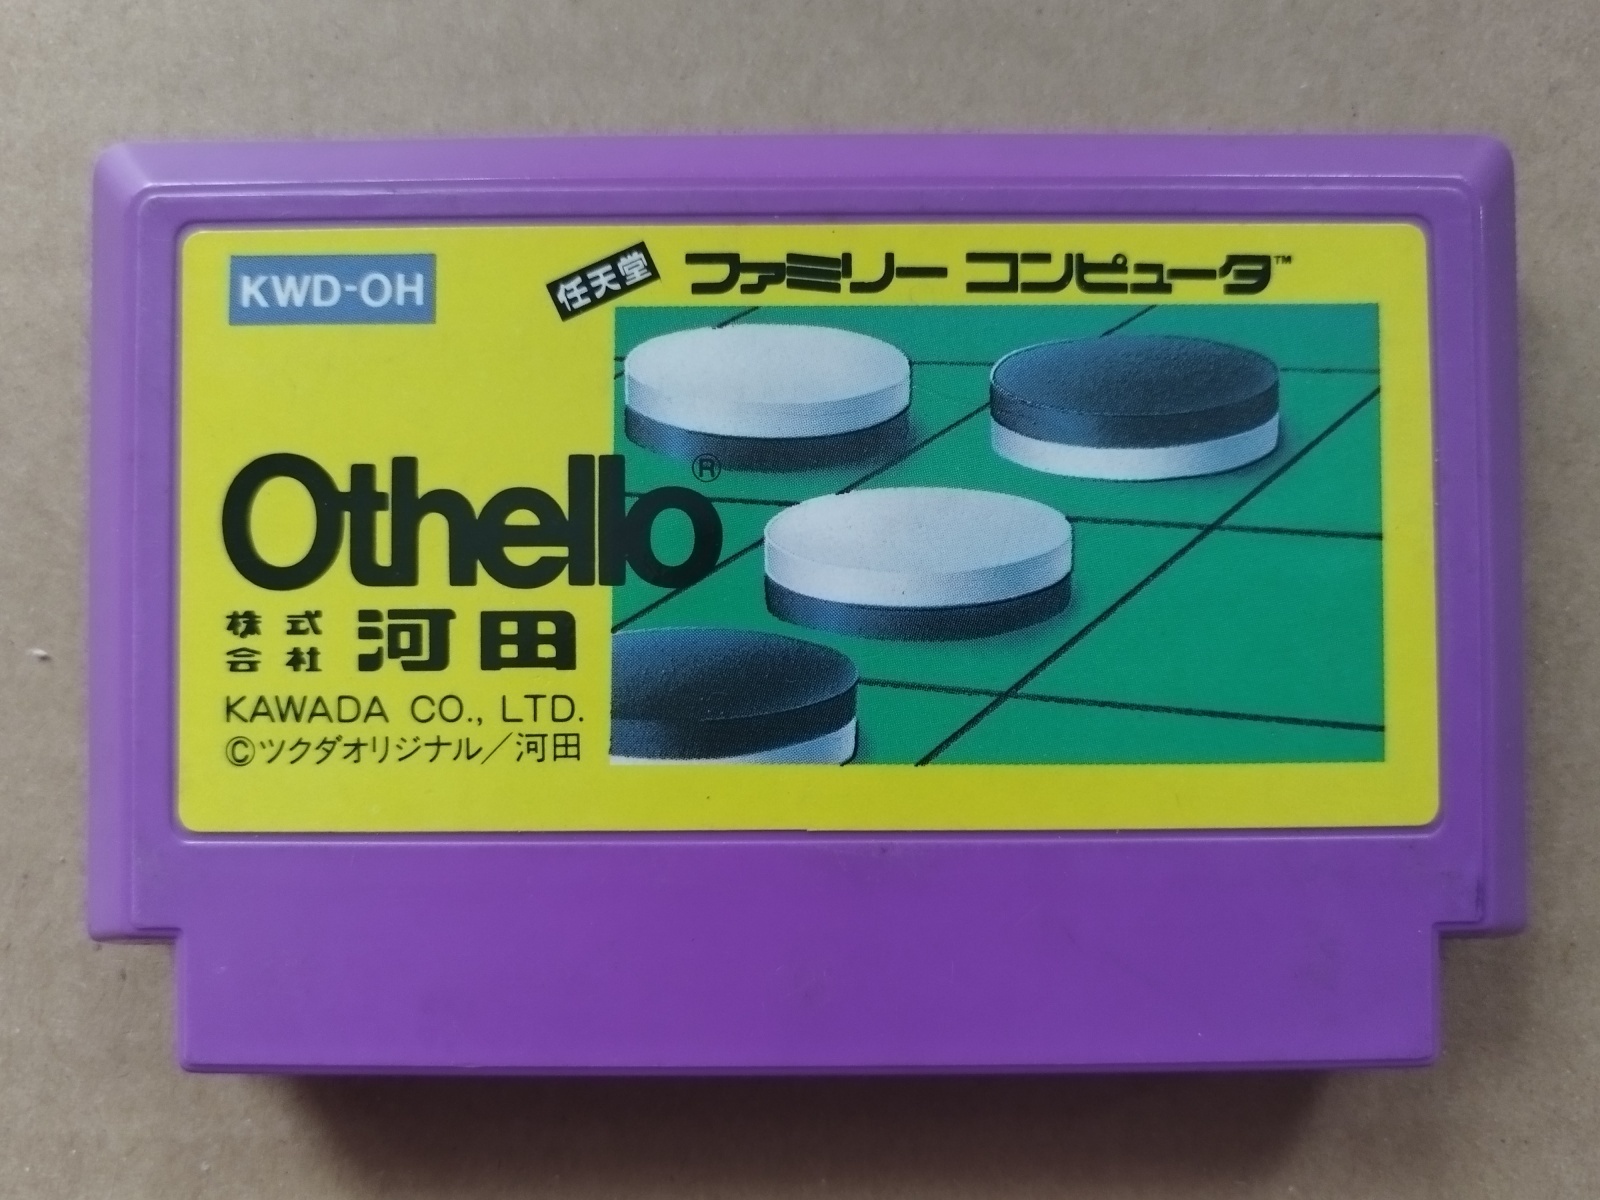 KWD-OH
任天堂 ファミリー コンピュータ™
Othello®
株式会社 河田
KAWADA CO., LTD.
©ツクダオリジナル/河田